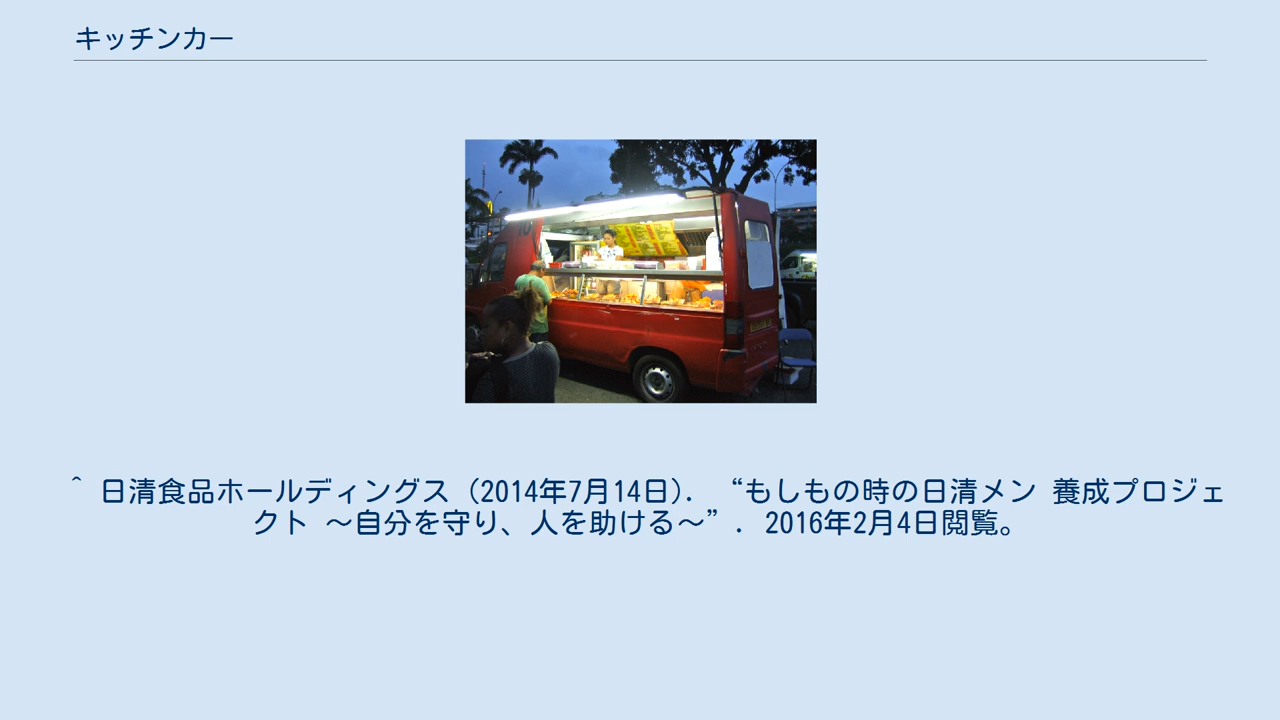 キッチンカー
^ 日清食品ホールディングス (2014年7月14日). “もしもの時の日清メン 養成プロジェ
クト ～自分を守り、人を助ける～”. 2016年2月4日閲覧。